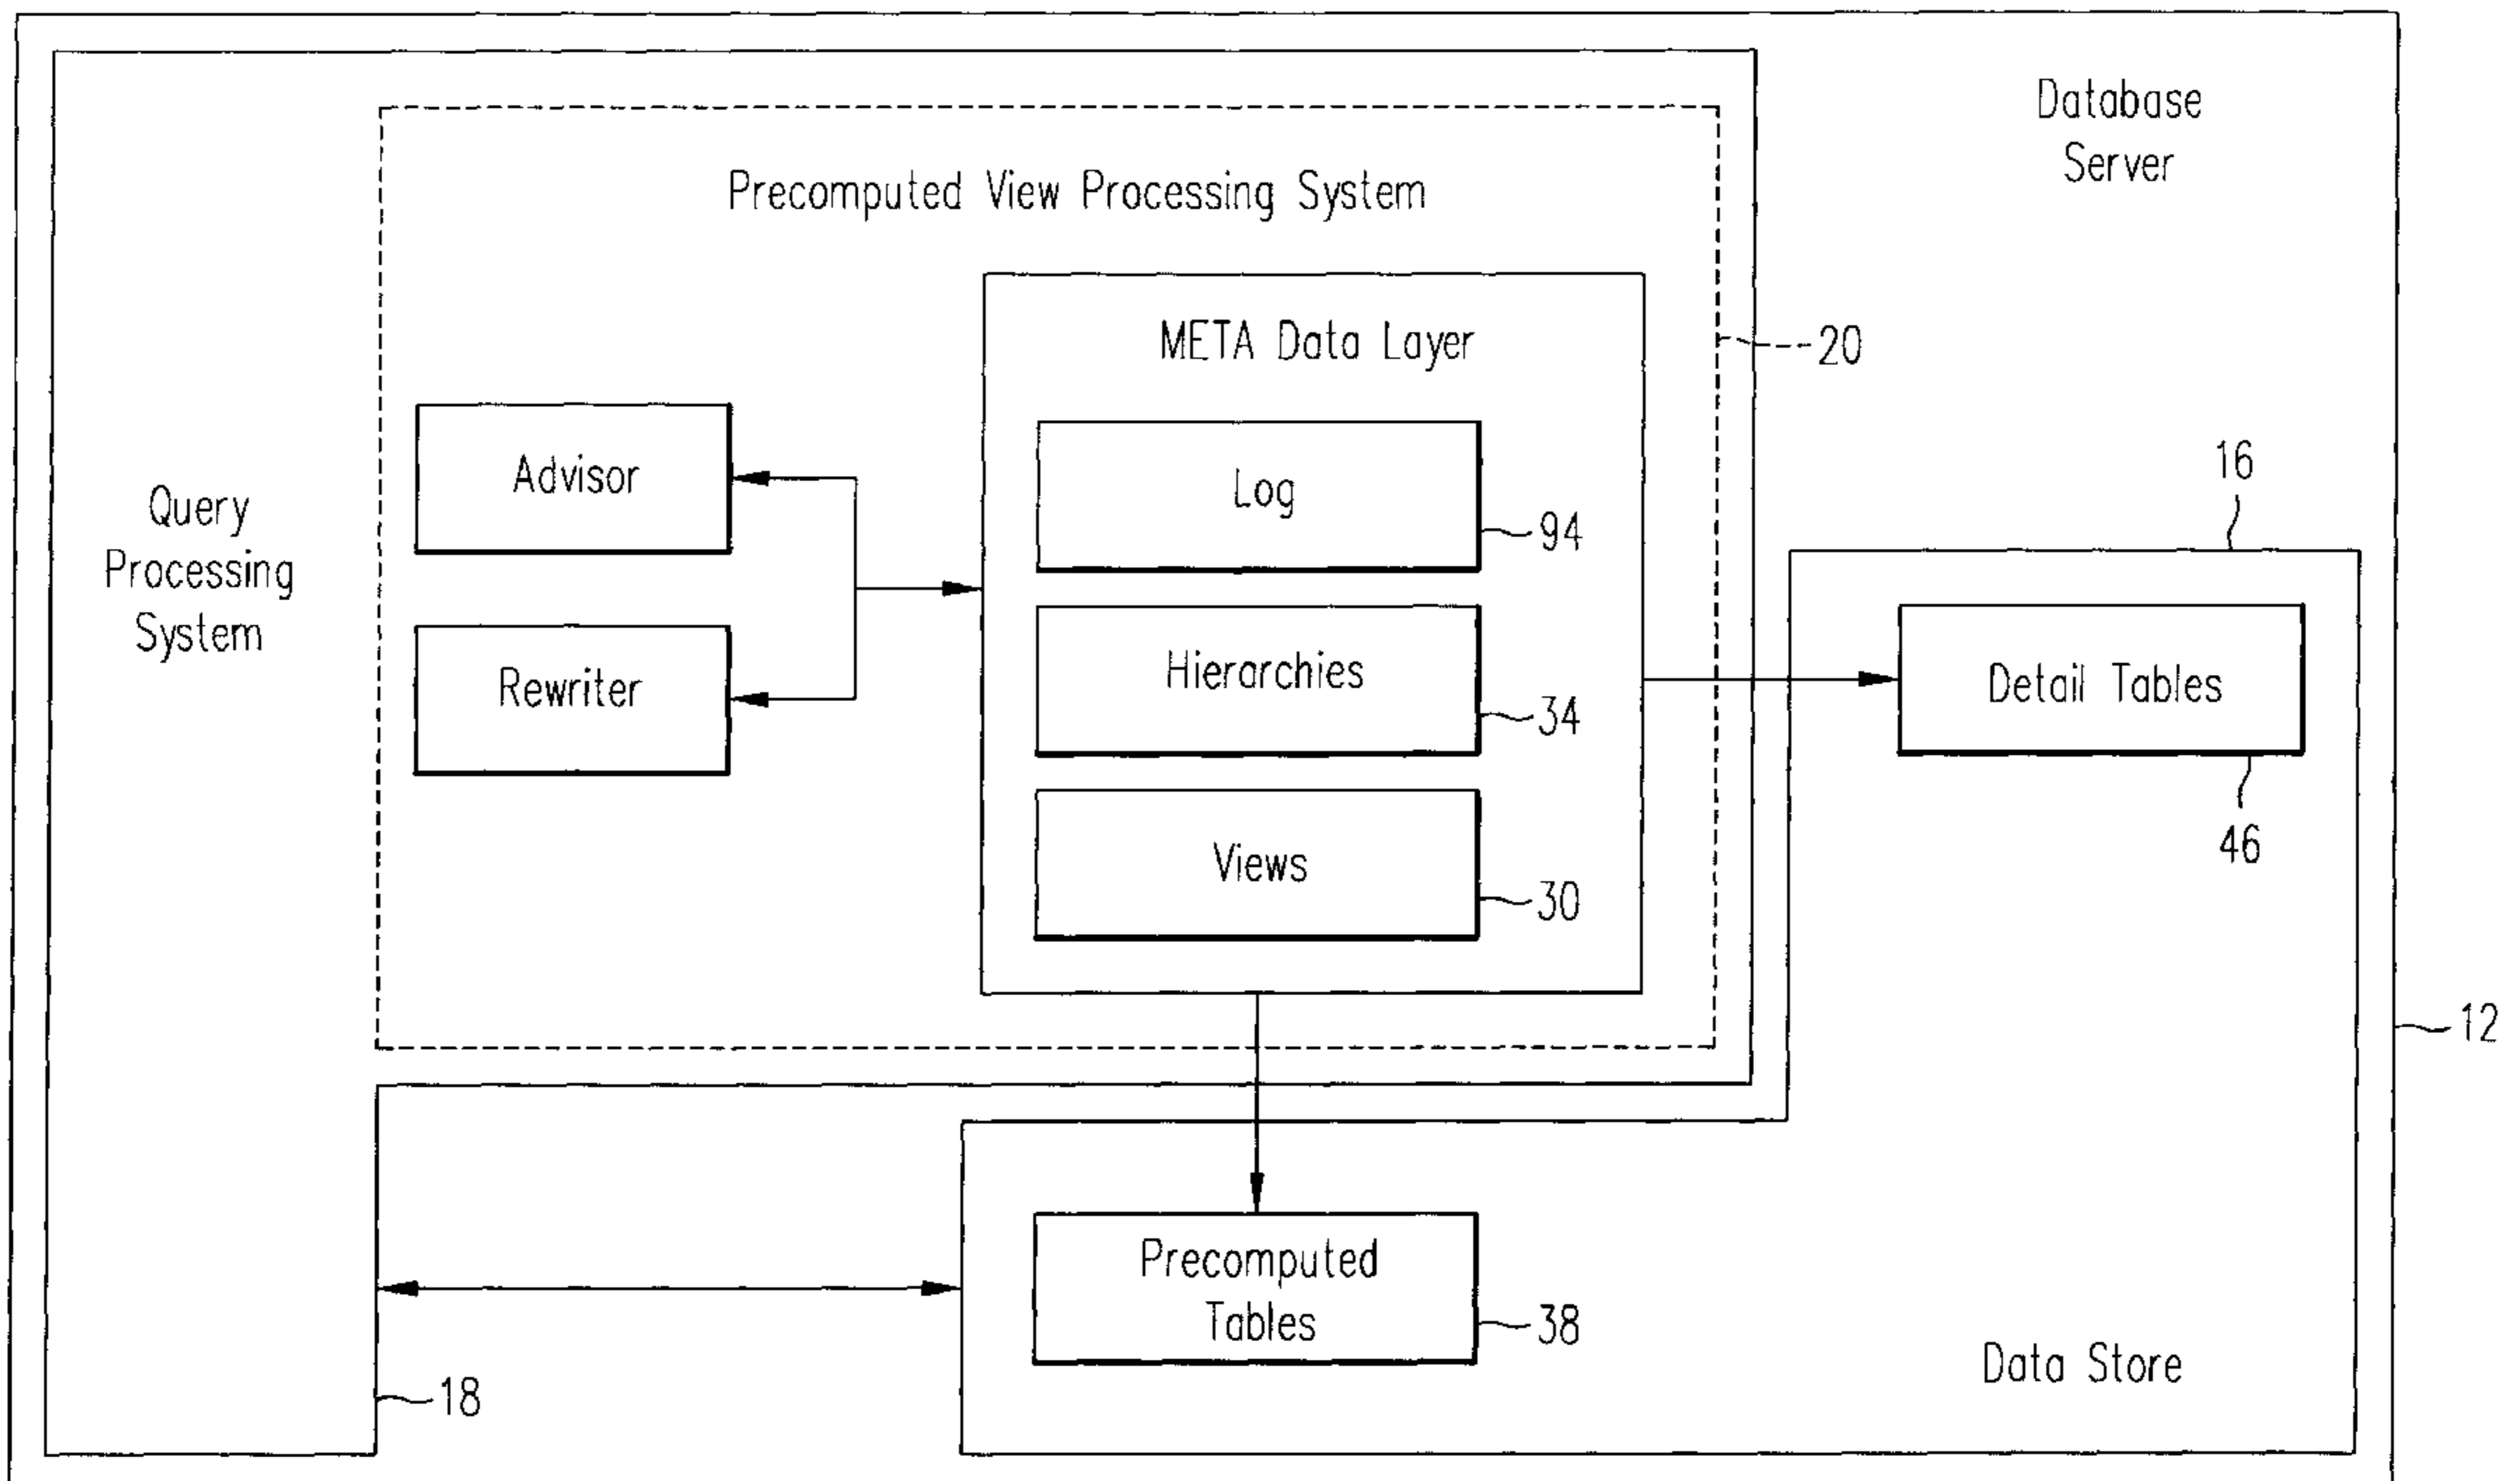 Database
Server
Precomputed View Processing System
META Data Layer
20
Advisor
Log
94
16
Query
Processing
System
Rewriter
Hierarchies
34
Detail Tables
46
Views
30
12
Precomputed
Tables
38
Data Store
18